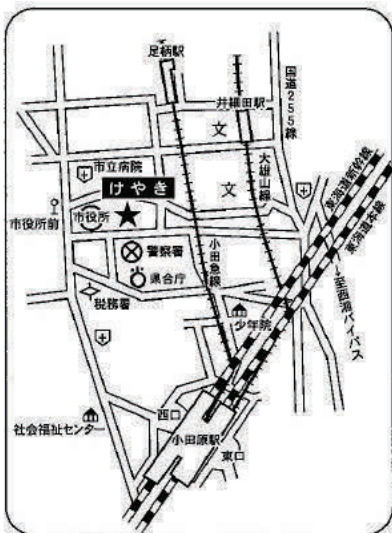 足柄駅
井細田駅
国道255線
文
市立病院
大雄山線
文
けやき
東海道新幹線
東海道本線
市役所前
市役所
警察署
小田急線
県合庁
至西湘バイパス
税務署
少年院
西口
社会福祉センター
小田原駅
東口